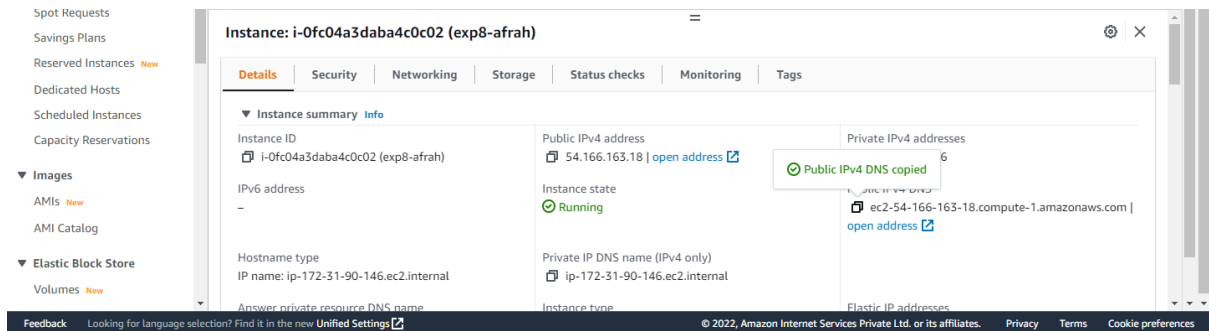 Spot Requests
Savings Plans
Reserved Instances New
Dedicated Hosts
Scheduled Instances
Capacity Reservations
Images
AMIs New
AMI Catalog
Elastic Block Store
Volumes New
Instance: i-0fc04a3daba4c0c02 (exp8-afrah)
Details Security Networking Storage Status checks Monitoring Tags
Instance summary Info
Instance ID
i-0fc04a3daba4c0c02 (exp8-afrah)
Public IPv4 address
54.166.163.18 | open address
Private IPv4 addresses
6
Public IPv4 DNS copied
IPv6 address
–
Instance state
Running
Public IPv4 DNS
ec2-54-166-163-18.compute-1.amazonaws.com |
open address
Hostname type
IP name: ip-172-31-90-146.ec2.internal
Private IP DNS name (IPv4 only)
ip-172-31-90-146.ec2.internal
Answer private resource DNS name
Instance type
Elastic IP addresses
Feedback Looking for language selection? Find it in the new Unified Settings © 2022, Amazon Internet Services Private Ltd. or its affiliates. Privacy Terms Cookie preferences